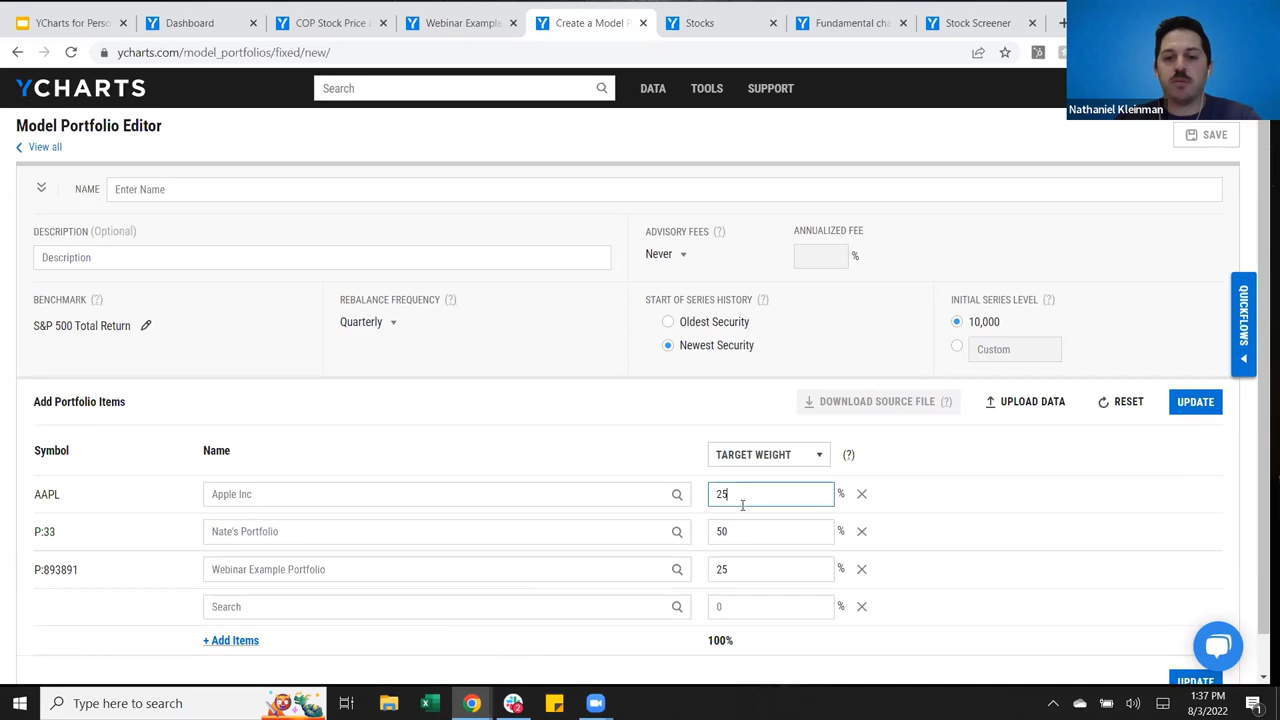 YCharts for Perso
Dashboard
COP Stock Price
Webinar Example
Create a Model P
Stocks
Fundamental cha
Stock Screener
ycharts.com/model_portfolios/fixed/new/
Nathaniel Kleinman
YCHARTS
Search
DATA
TOOLS
SUPPORT
Model Portfolio Editor
SAVE
View all
NAME
Enter Name
DESCRIPTION (Optional)
ADVISORY FEES (?)
ANNUALIZED FEE
Description
Never
%
BENCHMARK (?)
REBALANCE FREQUENCY (?)
START OF SERIES HISTORY (?)
INITIAL SERIES LEVEL (?)
S&P 500 Total Return
Quarterly
Oldest Security
10,000
Newest Security
Custom
QUICKFLOWS
Add Portfolio Items
DOWNLOAD SOURCE FILE (?)
UPLOAD DATA
RESET
UPDATE
Symbol
Name
TARGET WEIGHT
(?)
AAPL
Apple Inc
25
%
P:33
Nate's Portfolio
50
%
P:893891
Webinar Example Portfolio
25
%
Search
0
%
+ Add Items
100%
UPDATE
Type here to search
1:37 PM
8/3/2022
1